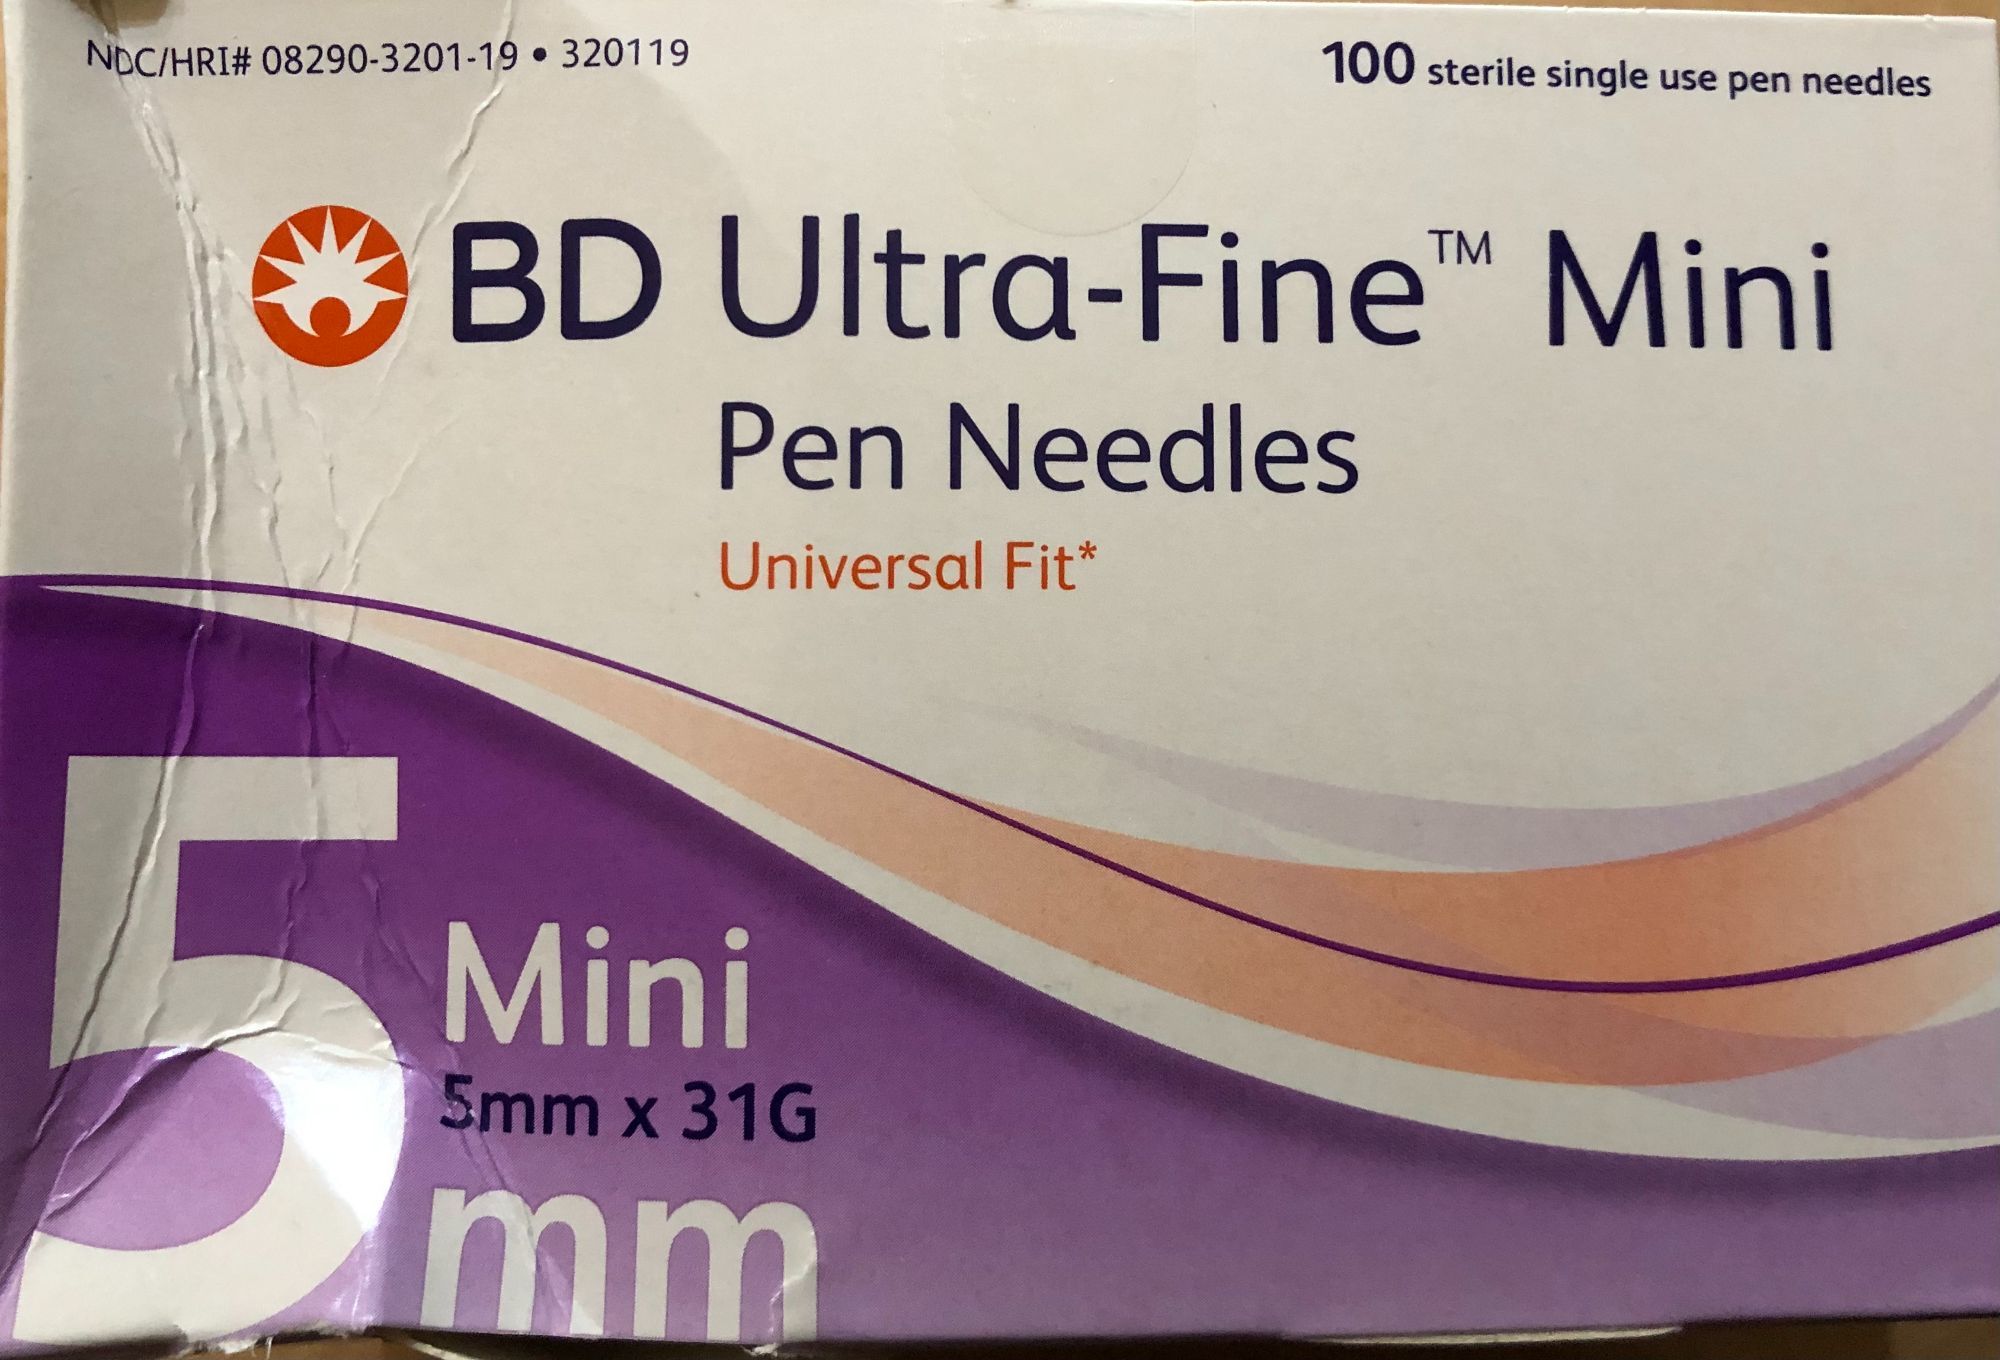 NDC/HRI# 08290-3201-19 • 320119
100 sterile single use pen needles
BD Ultra-Fine™ Mini
Pen Needles
Universal Fit*
5
Mini
5mm x 31G
mm